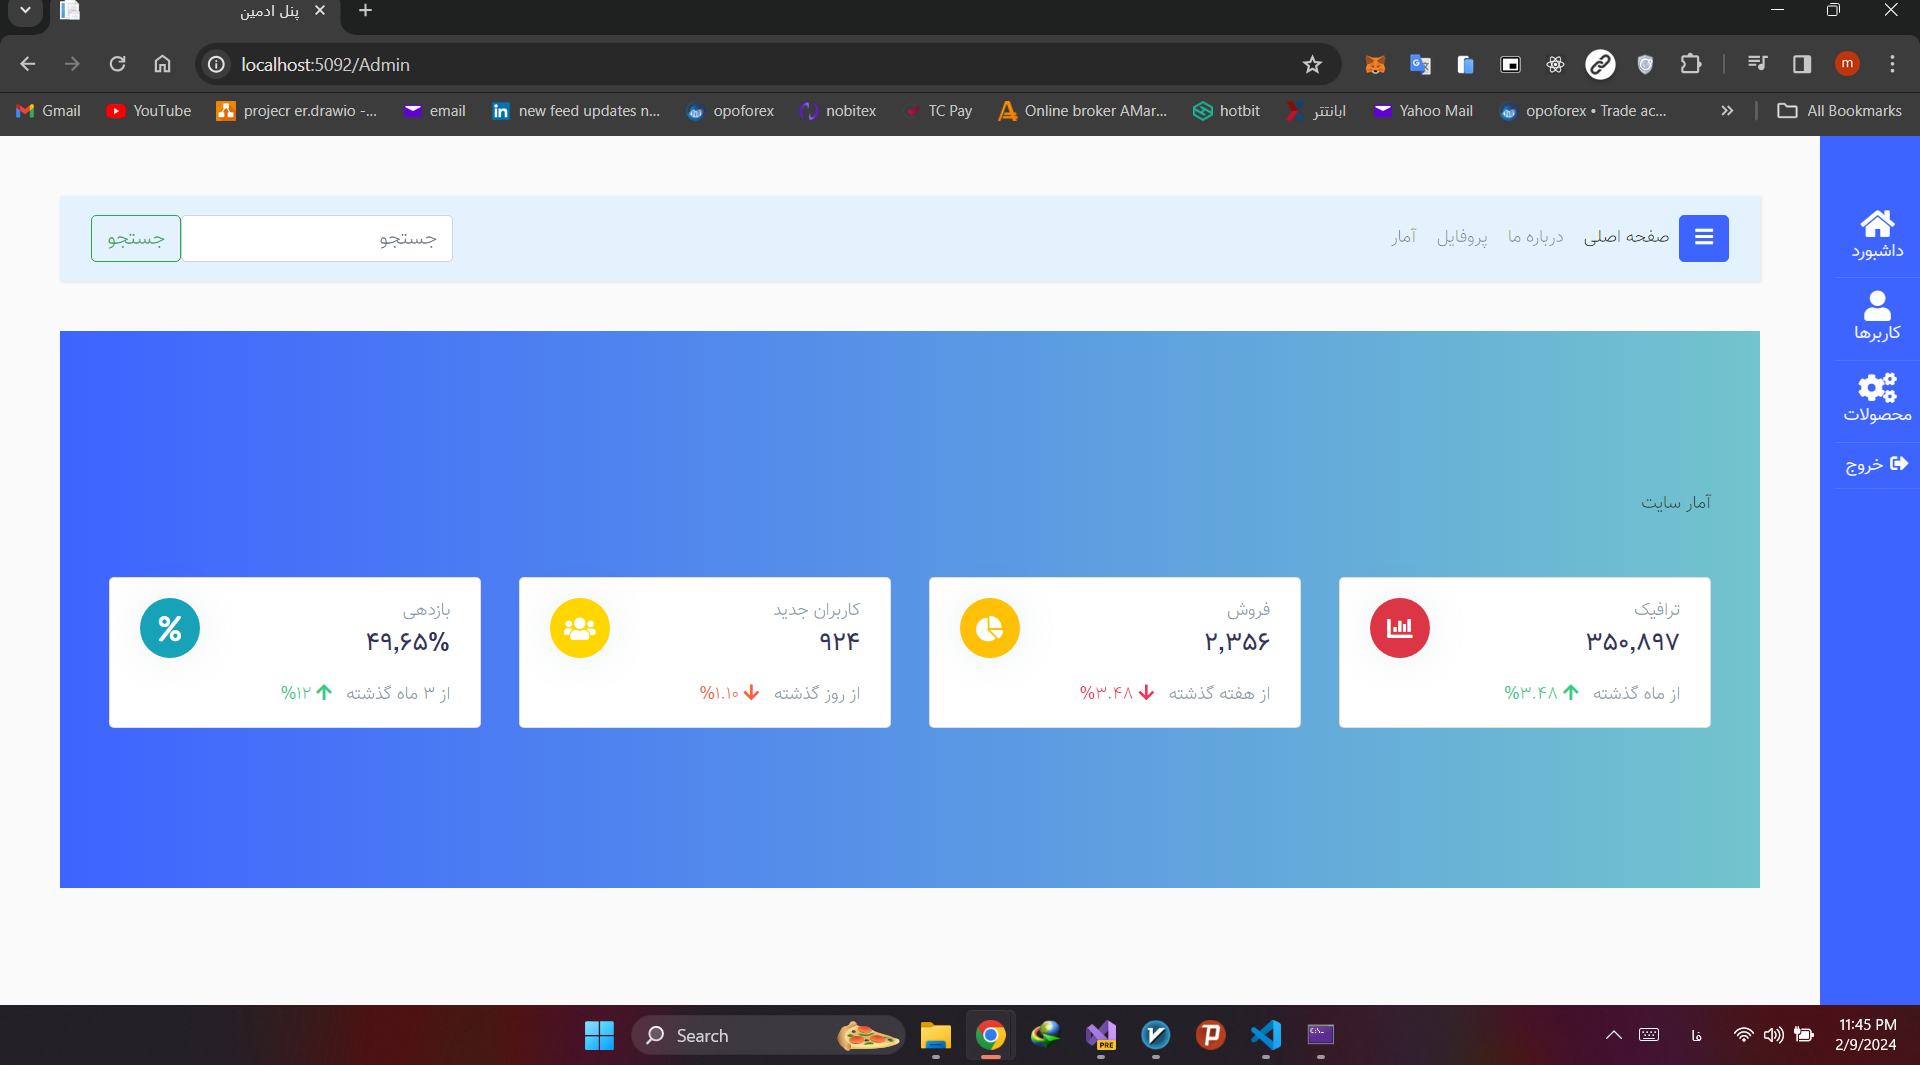 پنل ادمین
localhost:5092/Admin
m
Gmail
YouTube
projecr er.drawio -...
email
new feed updates n...
opoforex
nobitex
TC Pay
Online broker AMar...
hotbit
ابانتتر
Yahoo Mail
opoforex • Trade ac...
All Bookmarks
صفحه اصلی
درباره ما
پروفایل
آمار
جستجو
جستجو
داشبورد
کاربرها
محصولات
خروج
آمار سایت
ترافیک
۳۵۰,۸۹۷
از ماه گذشته ۳.۴۸%
فروش
۲,۳۵۶
از هفته گذشته ۳.۴۸%
کاربران جدید
۹۲۴
از روز گذشته ۱.۱۰%
بازدهی
۴۹,۶۵%
از ۳ ماه گذشته ۱۲%
Search
PRE
فا
11:45 PM
2/9/2024